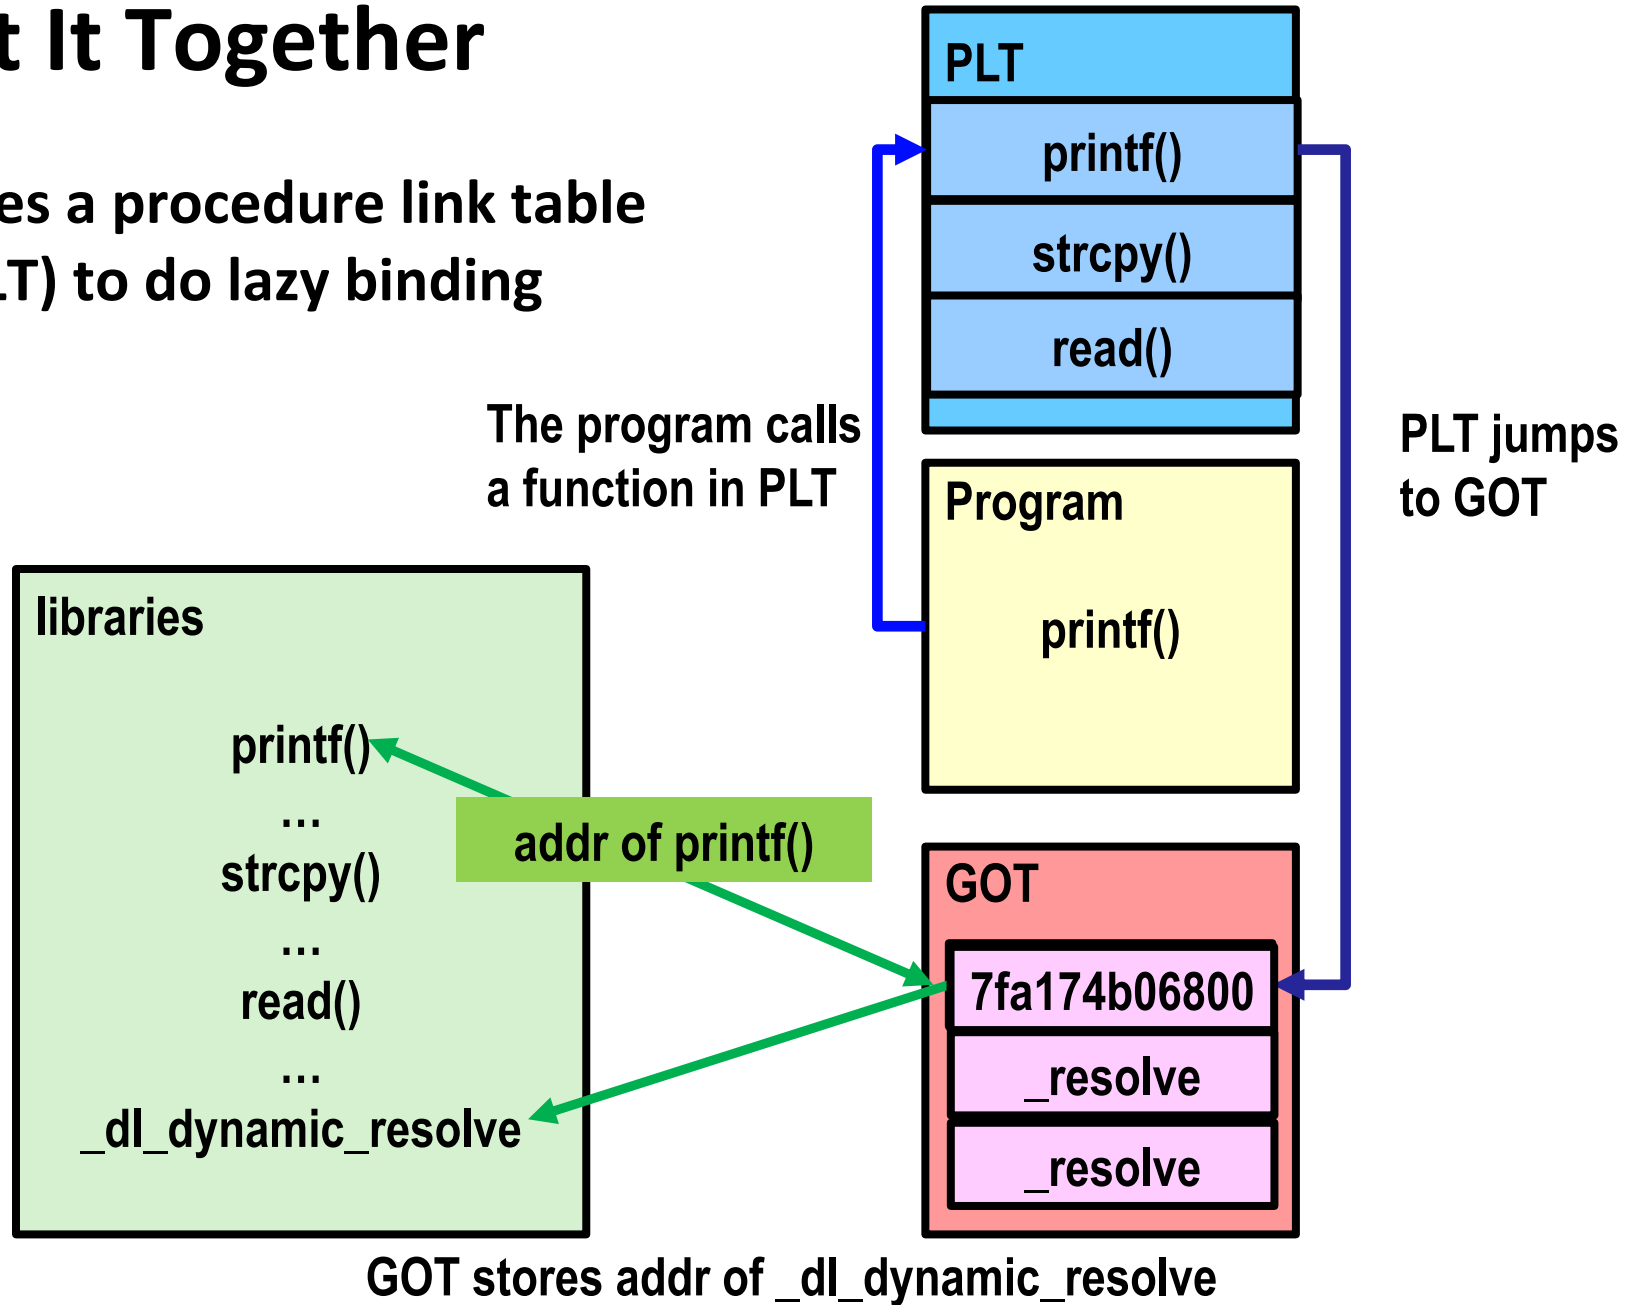 t It Together
es a procedure link table
LT) to do lazy binding
PLT
printf()
strcpy()
read()
The program calls
a function in PLT
PLT jumps
to GOT
Program
printf()
libraries
printf()
...
strcpy()
...
read()
...
_dl_dynamic_resolve
addr of printf()
GOT
7fa174b06800
_resolve
_resolve
GOT stores addr of _dl_dynamic_resolve